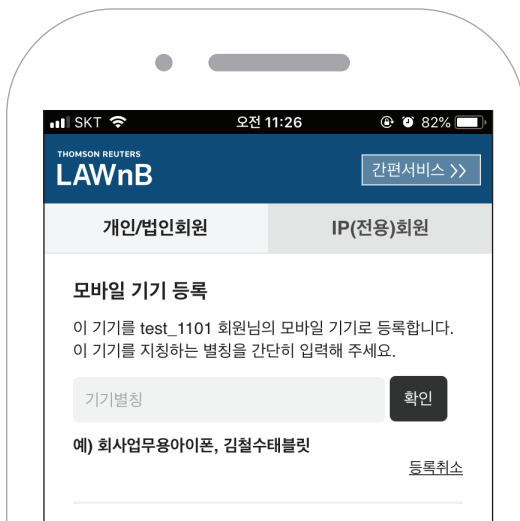 SKT 오전 11:26 82%
THOMSON REUTERS
LAWnB
간편서비스 >>
개인/법인회원 IP(전용)회원
모바일 기기 등록
이 기기를 test_1101 회원님의 모바일 기기로 등록합니다.
이 기기를 지칭하는 별칭을 간단히 입력해 주세요.
기기별칭 확인
예) 회사업무용아이폰, 김철수태블릿
등록취소